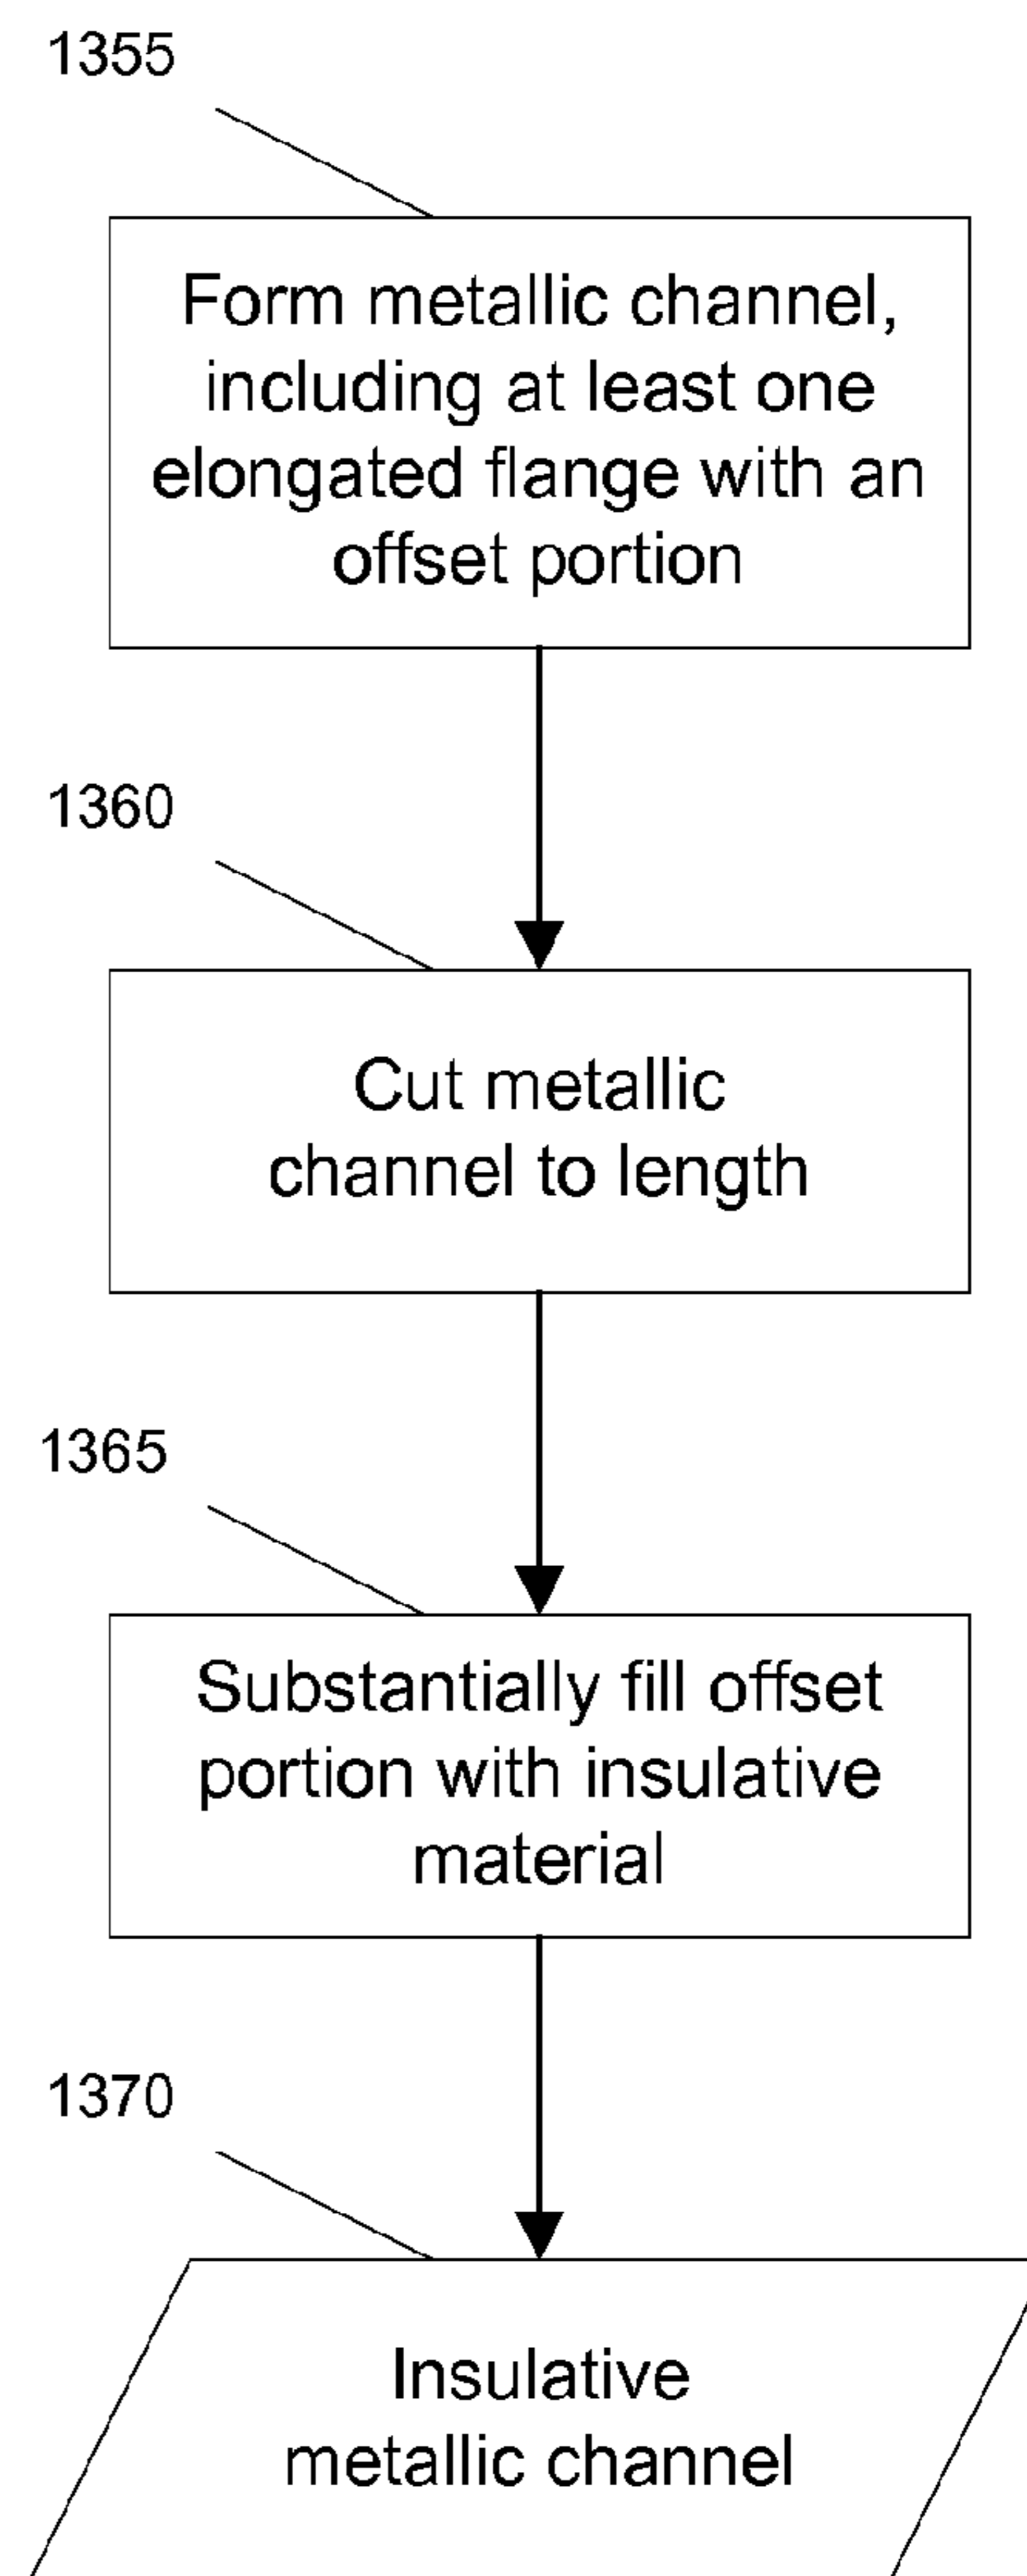 1355
Form metallic channel,
including at least one
elongated flange with an
offset portion
1360
Cut metallic
channel to length
1365
Substantially fill offset
portion with insulative
material
1370
Insulative
metallic channel